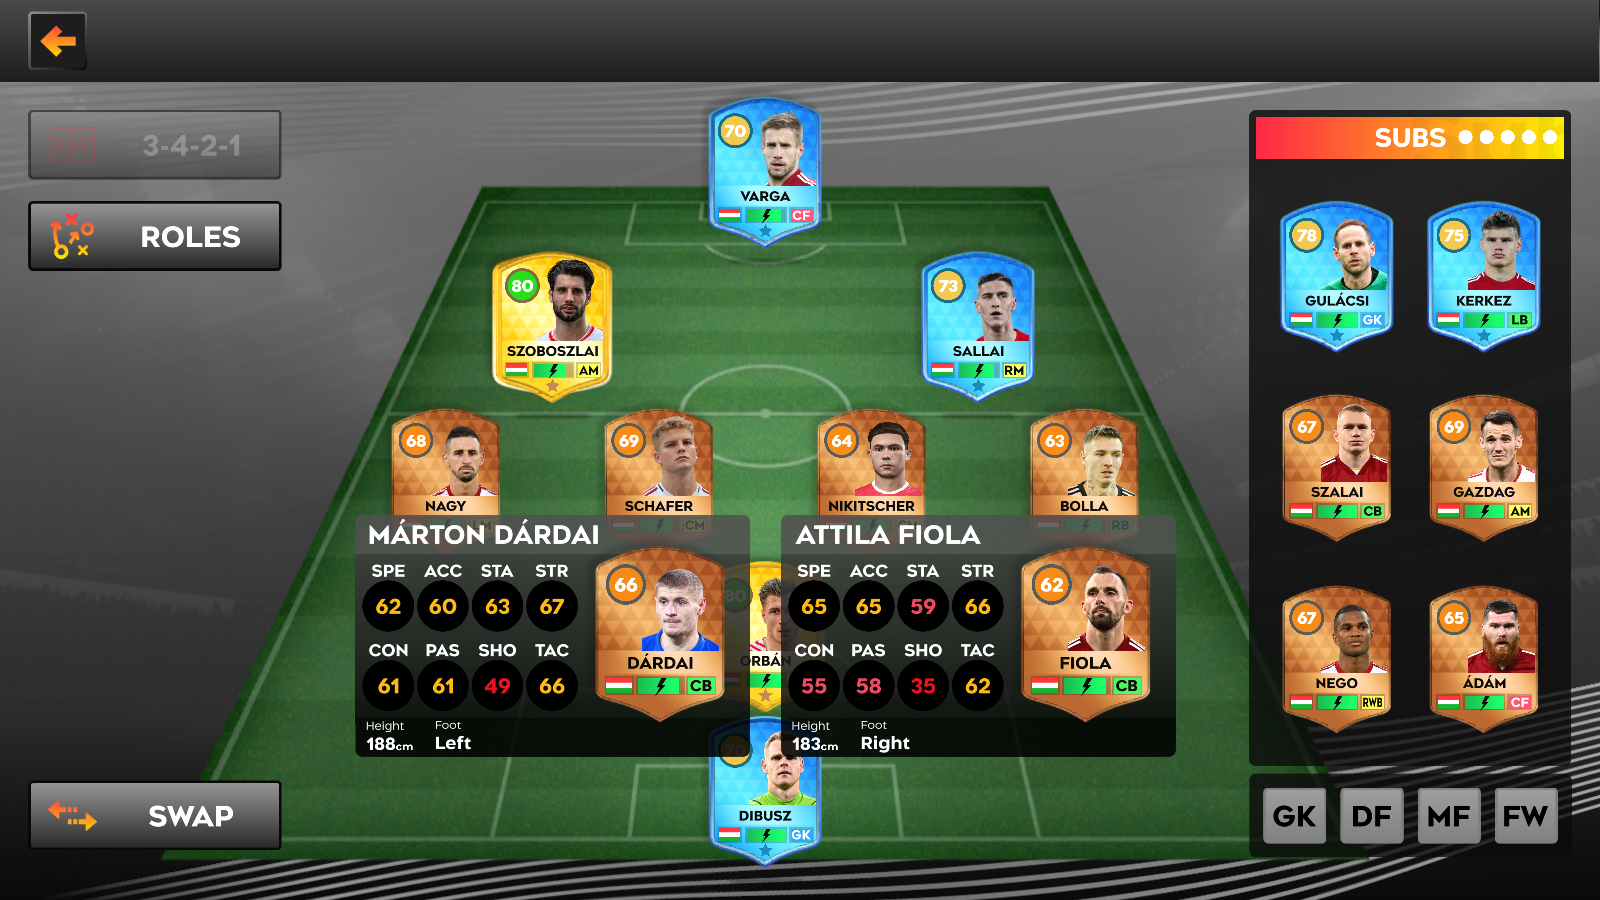 3-4-2-1
ROLES
SWAP
70
VARGA
CF
80
SZOBOSZLAI
AM
73
SALLAI
RM
68
NAGY
LM
69
SCHAFER
CM
64
NIKITSCHER
CM
63
BOLLA
RB
MÁRTON DÁRDAI
SPE ACC STA STR
62 60 63 67
CON PAS SHO TAC
61 61 49 66
Height Foot
188cm Left
66
DÁRDAI
CB
80
ORBÁN
ATTILA FIOLA
SPE ACC STA STR
65 65 59 66
CON PAS SHO TAC
55 58 35 62
Height Foot
183cm Right
62
FIOLA
CB
70
DIBUSZ
GK
SUBS
78
GULÁCSI
GK
75
KERKEZ
LB
67
SZALAI
CB
69
GAZDAG
AM
67
NEGO
RWB
65
ÁDÁM
CF
GK DF MF FW